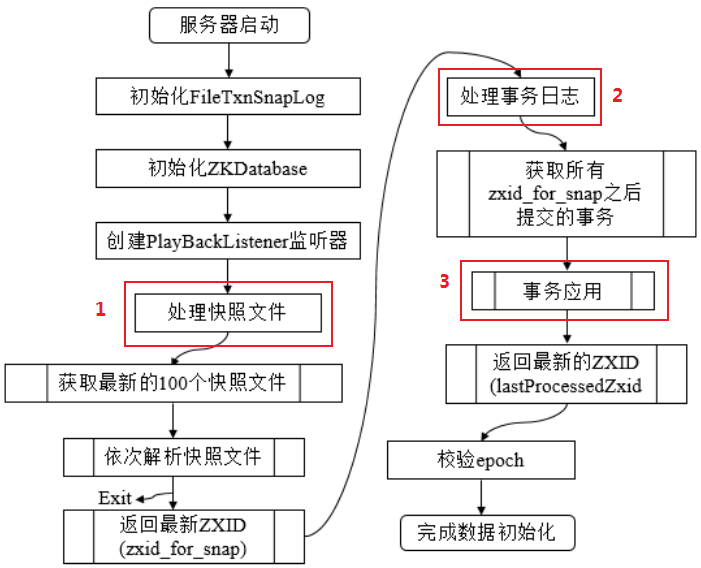 服务器启动
初始化FileTxnSnapLog
初始化ZKDatabase
创建PlayBackListener监听器
1
处理快照文件
获取最新的100个快照文件
依次解析快照文件
Exit
返回最新ZXID
(zxid_for_snap)
处理事务日志
2
获取所有
zxid_for_snap之后
提交的事务
3
事务应用
返回最新的ZXID
(lastProcessedZxid
校验epoch
完成数据初始化